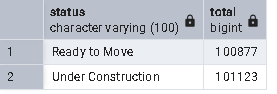 status
character varying (100)
total
bigint
1 Ready to Move 100877
2 Under Construction 101123